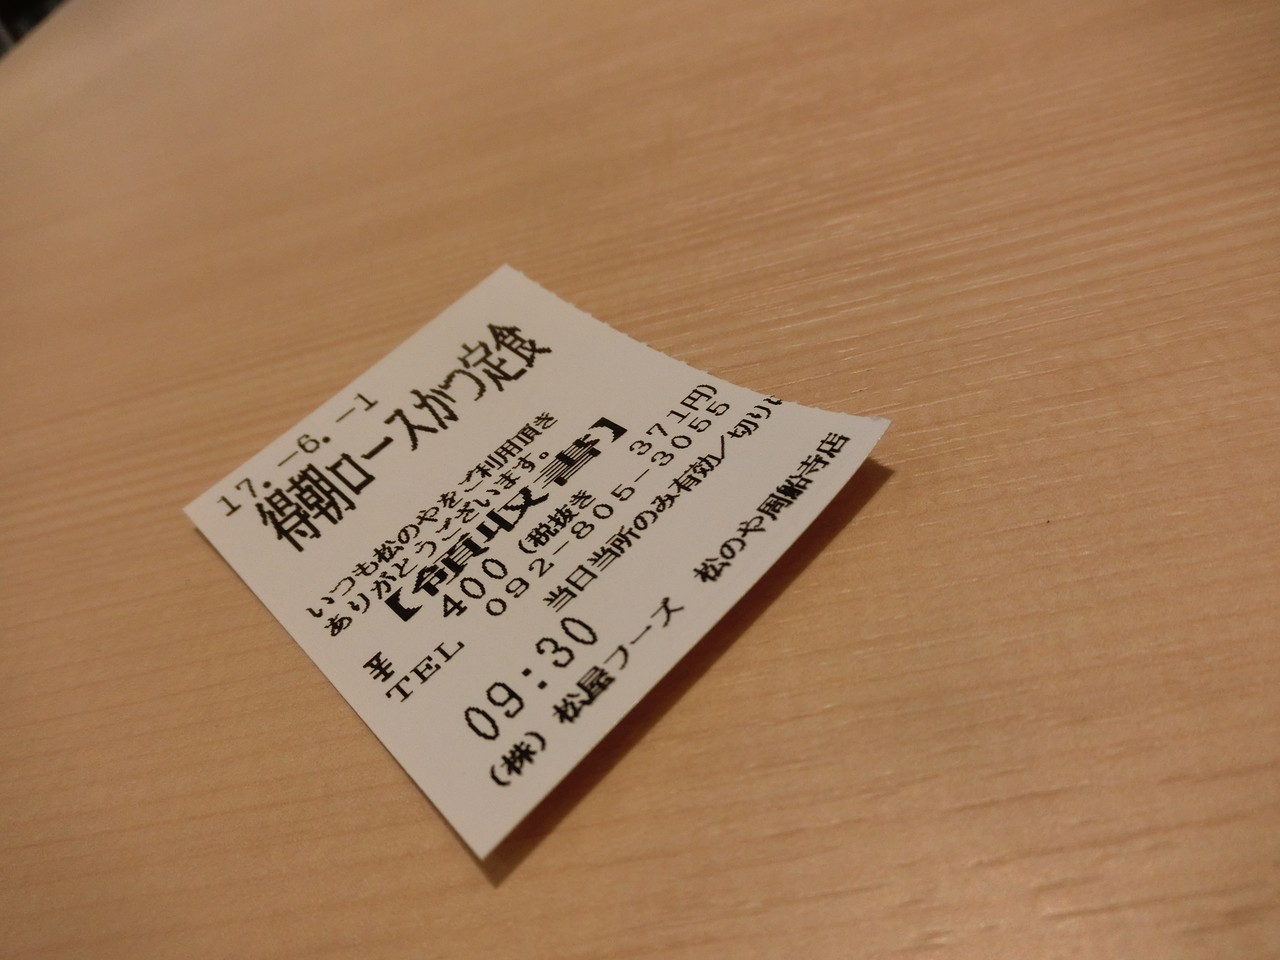 17.-6.-1
得朝ロースかつ定食
いつも松のやをご利用頂き
ありがとうございます。
【領収書】
¥ 400 (税抜き 371円)
TEL 092-805-3055
当日当所のみ有効/切り
09:30
(株) 松屋フーズ 松のや周船寺店